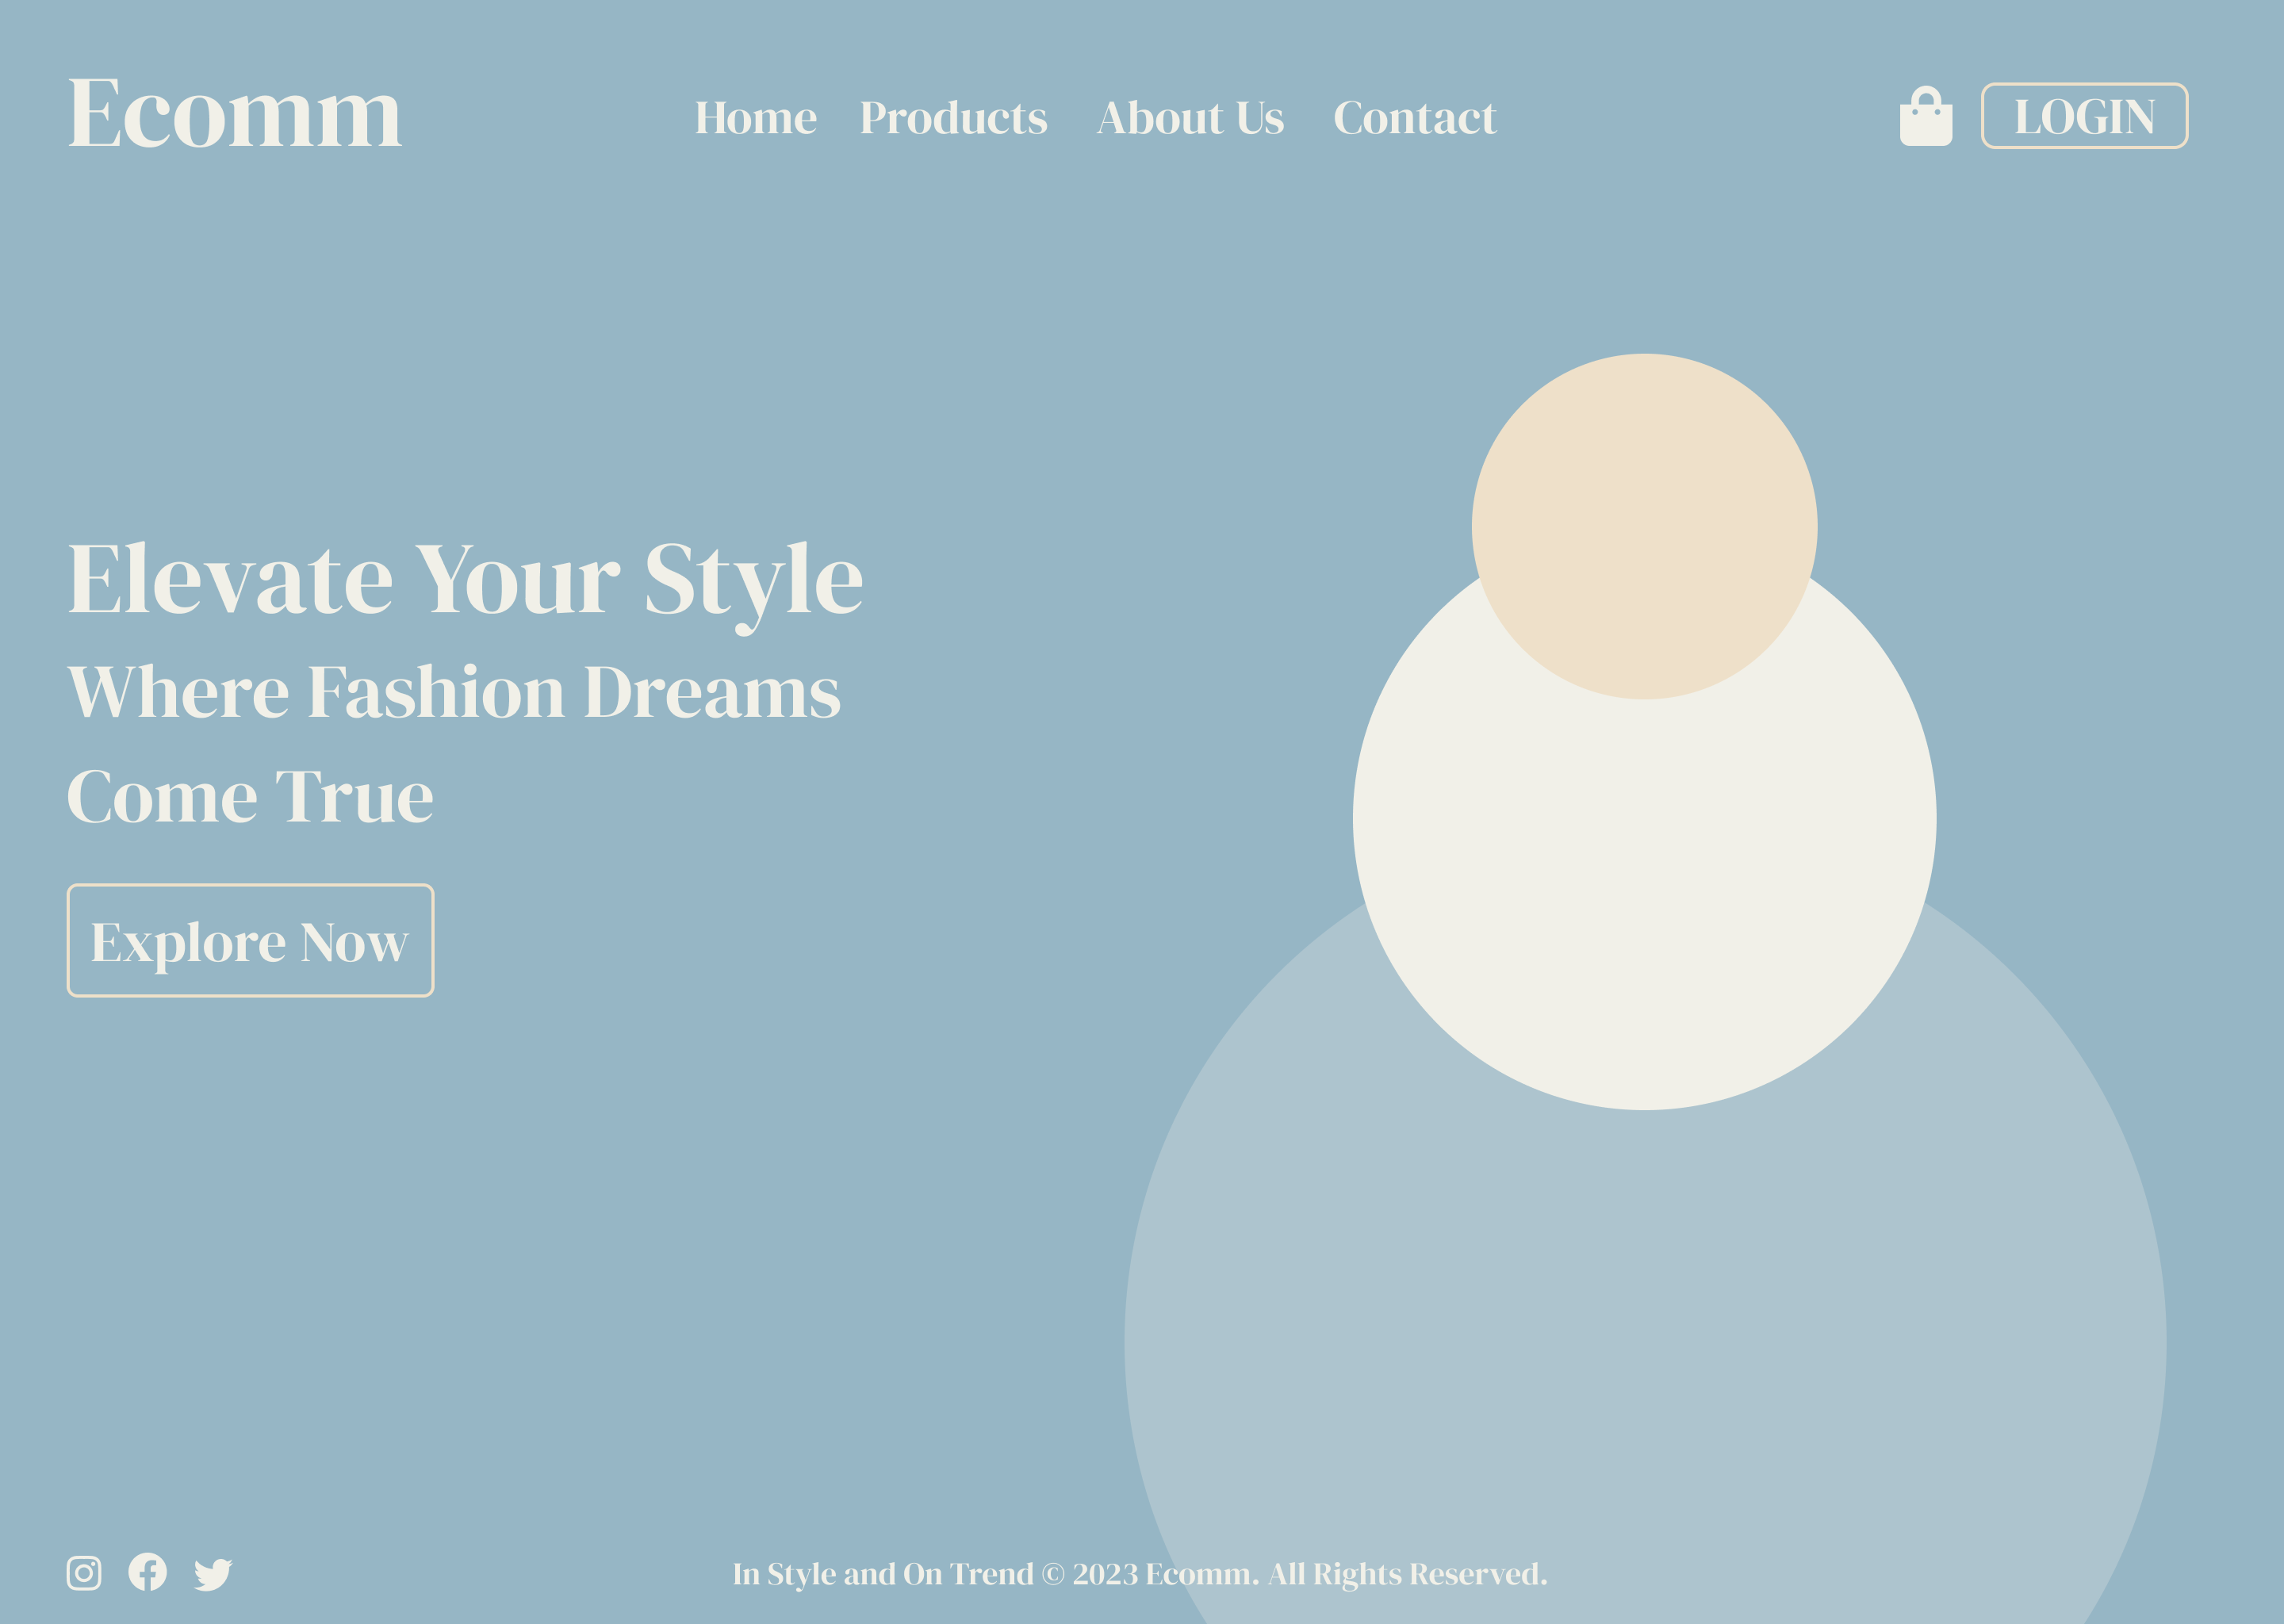 Ecomm
Home Products About Us Contact
LOGIN
Elevate Your Style
Where Fashion Dreams
Come True
Explore Now
In Style and On Trend © 2023 Ecomm. All Rights Reserved.